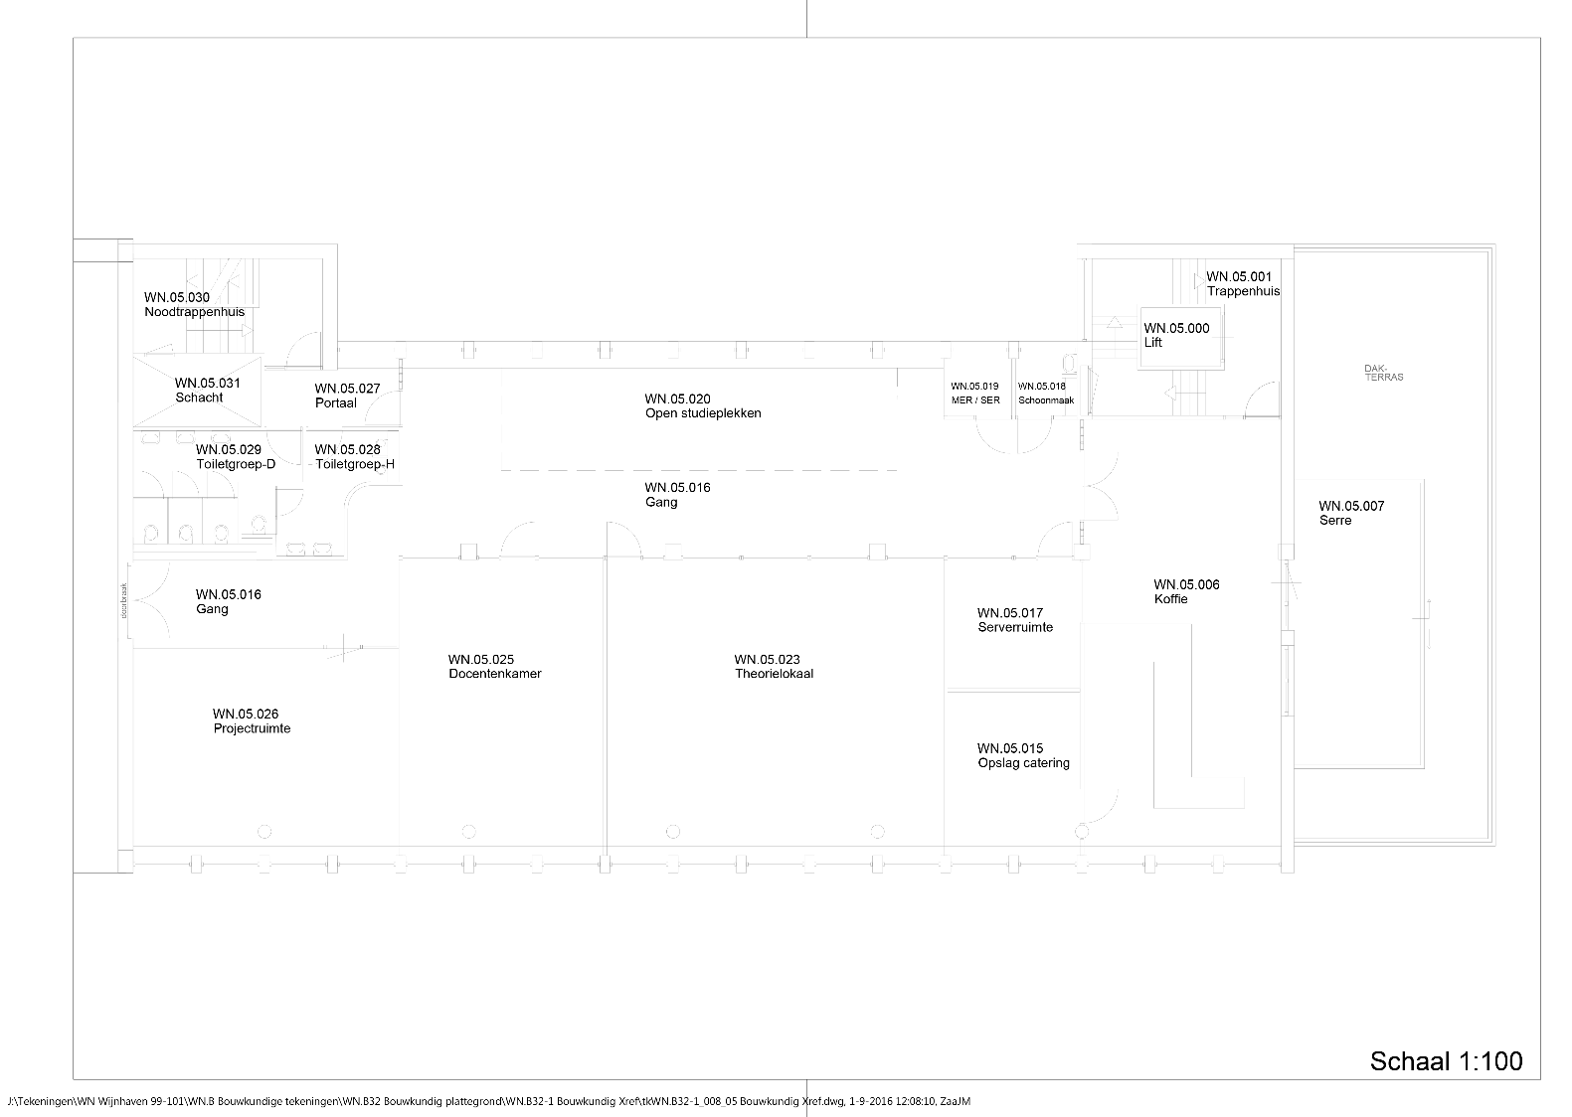 WN.05.030
Noodtrappenhuis
WN.05.001
Trappenhuis
WN.05.000
Lift
WN.05.031
Schacht
WN.05.027
Portaal
WN.05.020
Open studieplekken
WN.05.019
MER / SER
WN.05.018
Schoonmaak
DAK-
TERRAS
WN.05.029
Toiletgroep-D
WN.05.028
Toiletgroep-H
WN.05.016
Gang
WN.05.007
Serre
doorbraak
WN.05.016
Gang
WN.05.006
Koffie
WN.05.017
Serverruimte
WN.05.025
Docentenkamer
WN.05.023
Theorielokaal
WN.05.026
Projectruimte
WN.05.015
Opslag catering
Schaal 1:100
J:\Tekeningen\WN Wijnhaven 99-101\WN.B Bouwkundige tekeningen\WN.B32 Bouwkundig plattegrond\WN.B32-1 Bouwkundig Xref\tkWN.B32-1_008_05 Bouwkundig Xref.dwg, 1-9-2016 12:08:10, ZaaJM